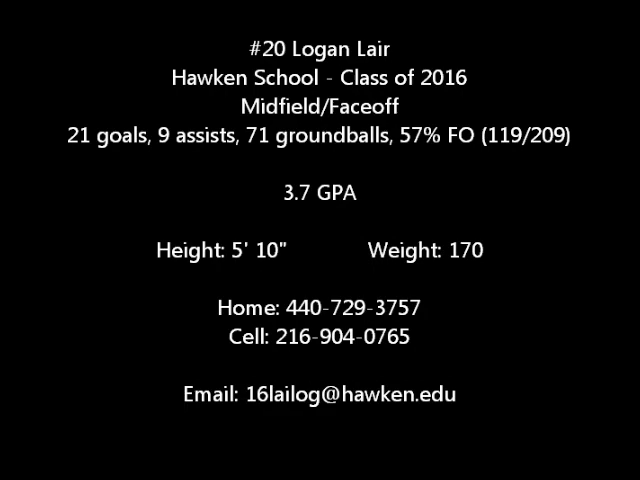 #20 Logan Lair
Hawken School - Class of 2016
Midfield/Faceoff
21 goals, 9 assists, 71 groundballs, 57% FO (119/209)
3.7 GPA
Height: 5' 10" Weight: 170
Home: 440-729-3757
Cell: 216-904-0765
Email: 16lailog@hawken.edu